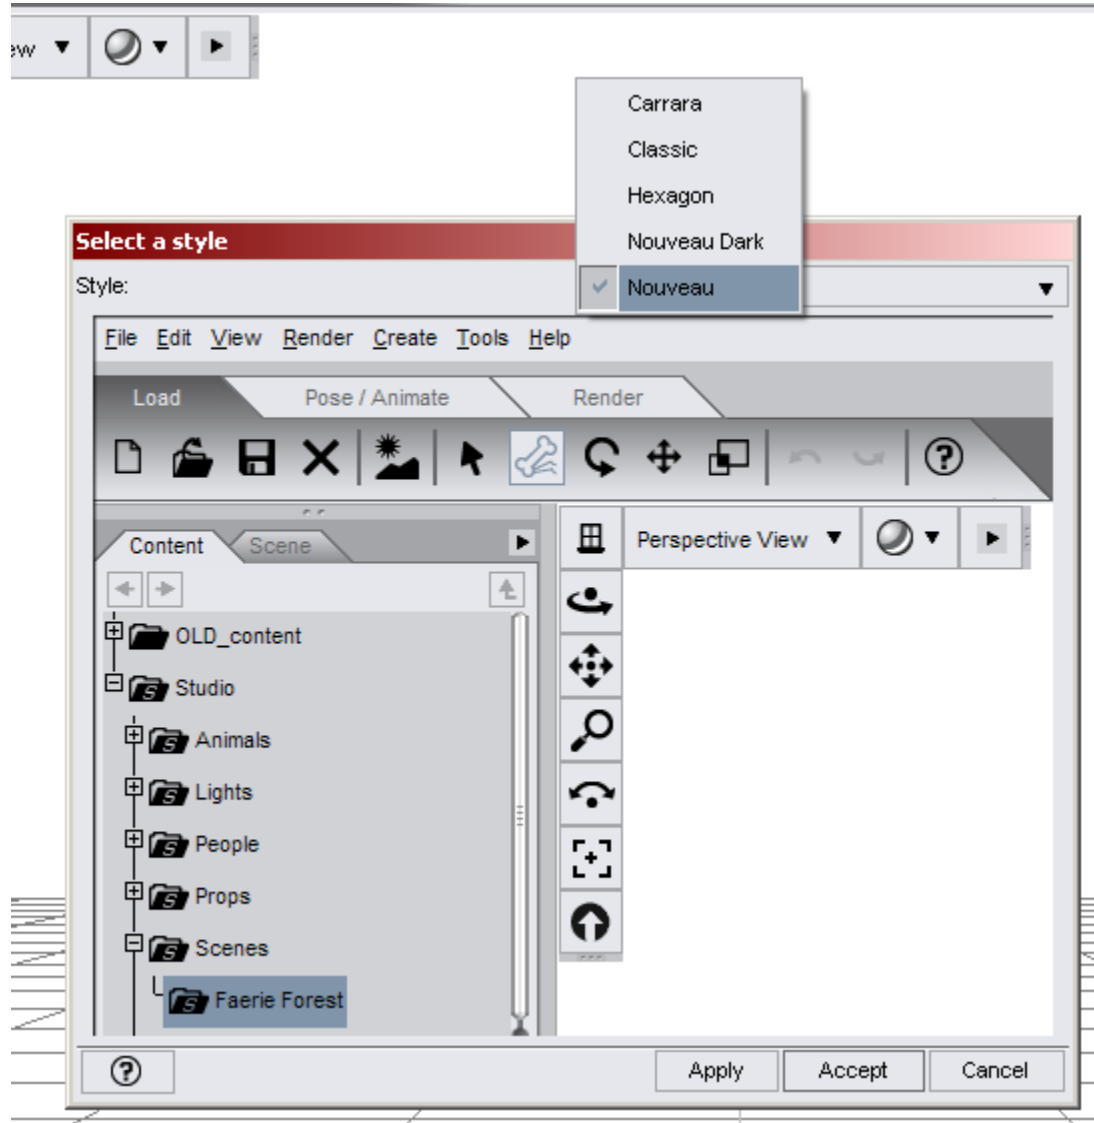 ew
Carrara
Classic
Hexagon
Nouveau Dark
Nouveau
Select a style
Style:
File Edit View Render Create Tools Help
Load Pose / Animate Render
Content Scene
Perspective View
OLD_content
Studio
Animals
Lights
People
Props
Scenes
Faerie Forest
Apply Accept Cancel